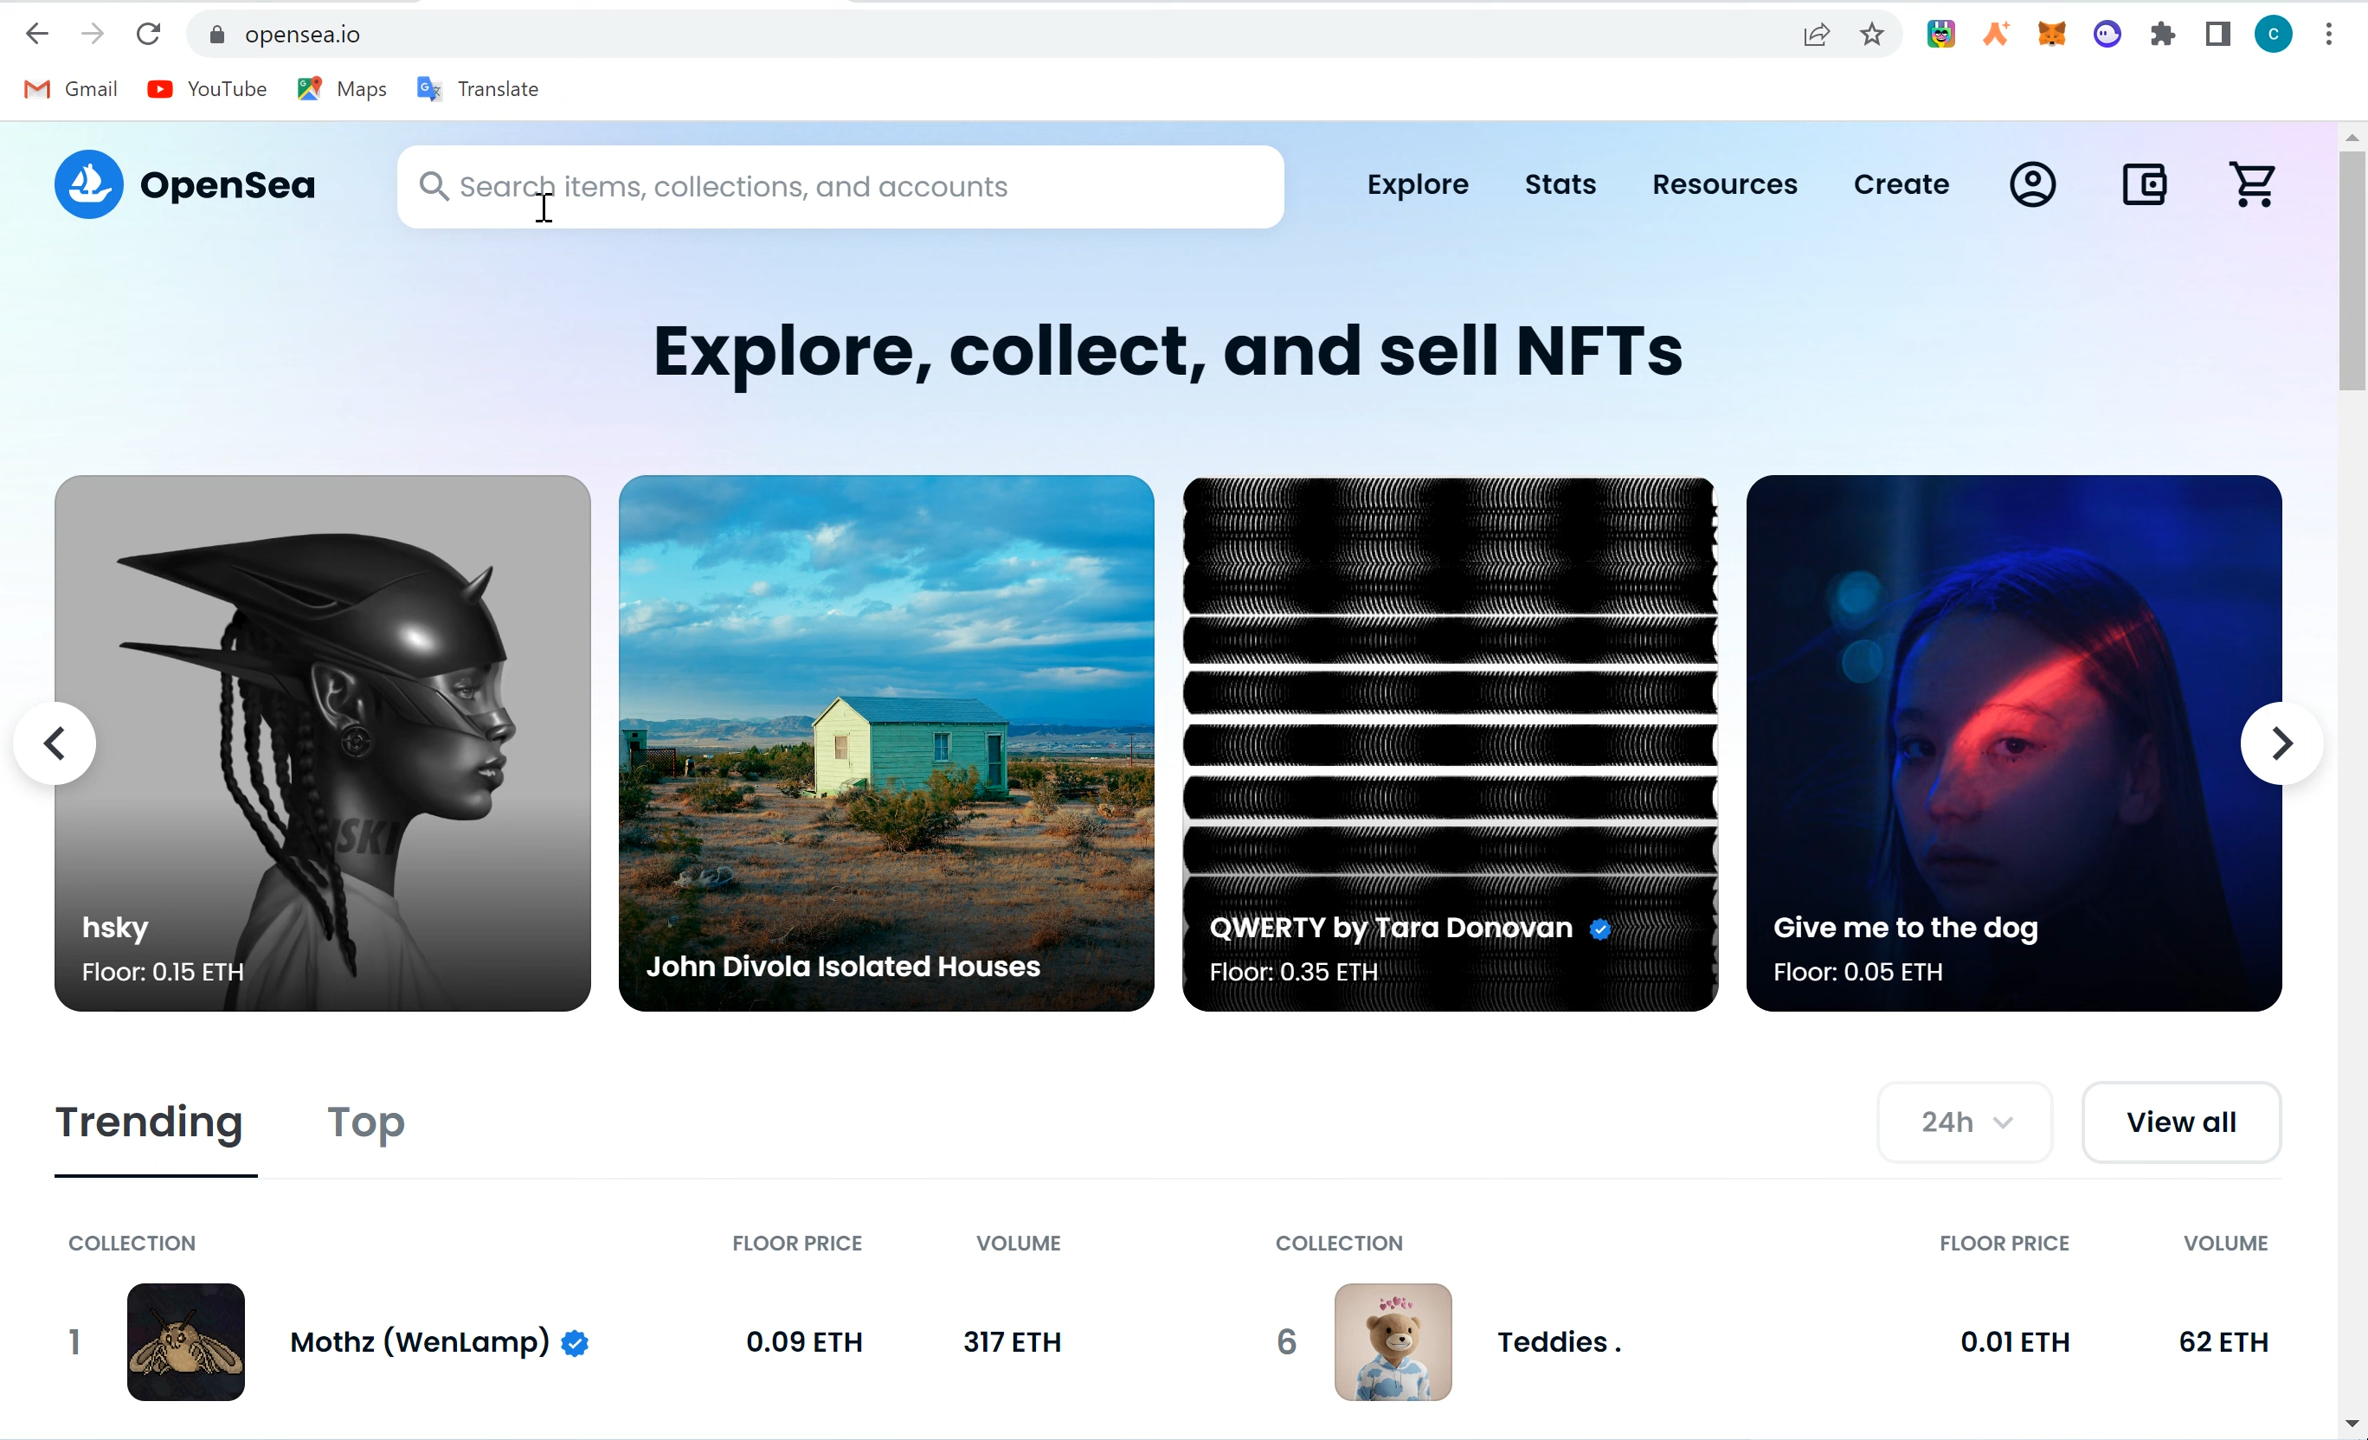 opensea.io
C
Gmail YouTube Maps Translate
OpenSea
Search items, collections, and accounts
Explore Stats Resources Create
Explore, collect, and sell NFTs
hsky
Floor: 0.15 ETH
John Divola Isolated Houses
QWERTY by Tara Donovan
Floor: 0.35 ETH
Give me to the dog
Floor: 0.05 ETH
Trending Top 24h View all
COLLECTION FLOOR PRICE VOLUME COLLECTION FLOOR PRICE VOLUME
1 Mothz (WenLamp) 0.09 ETH 317 ETH 6 Teddies . 0.01 ETH 62 ETH